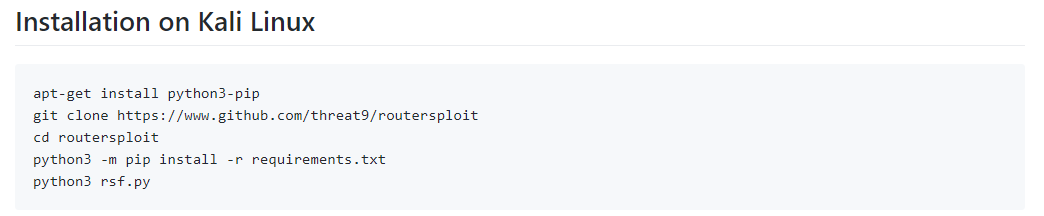 Installation on Kali Linux
apt-get install python3-pip
git clone https://www.github.com/threat9/routersploit
cd routersploit
python3 -m pip install -r requirements.txt
python3 rsf.py